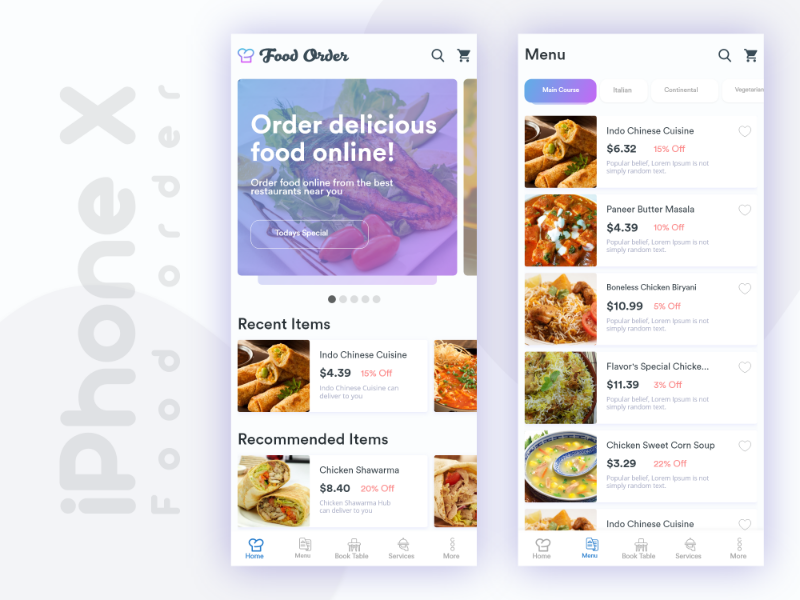 iPhone X
Food order
Food Order
Order delicious
food online!
Order food online from the best
restaurants near you
Todays Special
Recent Items
Indo Chinese Cuisine
$4.39 15% Off
Indo Chinese Cuisine can
deliver to you
Recommended Items
Chicken Shawarma
$8.40 20% Off
Chicken Shawarma Hub
can deliver to you
Home Menu Book Table Services More
Menu
Main Course Italian Continental Vegetarian
Indo Chinese Cuisine
$6.32 15% Off
Popular belief, Lorem Ipsum is not
simply random text.
Paneer Butter Masala
$4.39 10% Off
Popular belief, Lorem Ipsum is not
simply random text.
Boneless Chicken Biryani
$10.99 5% Off
Popular belief, Lorem Ipsum is not
simply random text.
Flavor's Special Chicke...
$11.39 3% Off
Popular belief, Lorem Ipsum is not
simply random text.
Chicken Sweet Corn Soup
$3.29 22% Off
Popular belief, Lorem Ipsum is not
simply random text.
Indo Chinese Cuisine
Home Menu Book Table Services More